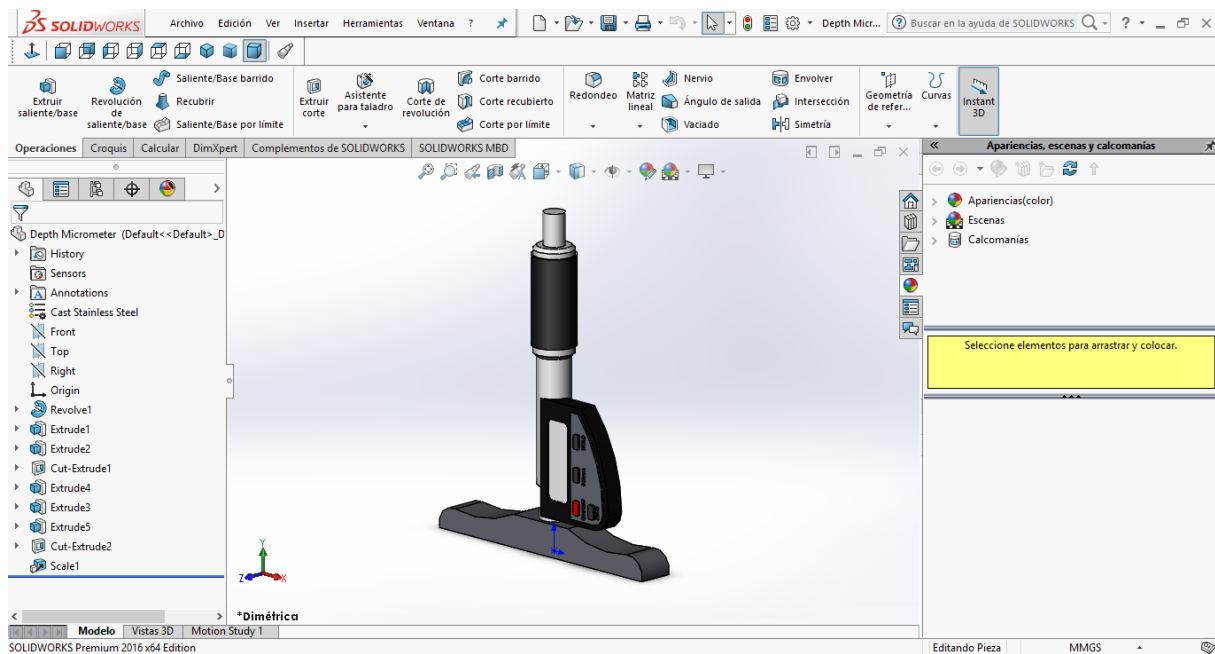 SOLIDWORKS Archivo Edición Ver Insertar Herramientas Ventana ? Depth Micr... Buscar en la ayuda de SOLIDWORKS ?
Extruir saliente/base
Revolución de saliente/base
Saliente/Base barrido
Recubrir
Saliente/Base por límite
Extruir corte
Asistente para taladro
Corte de revolución
Corte barrido
Corte recubierto
Corte por límite
Redondeo
Matriz lineal
Nervio
Ángulo de salida
Vaciado
Envolver
Intersección
Simetría
Geometría de refer...
Curvas
Instant 3D
Operaciones Croquis Calcular DimXpert Complementos de SOLIDWORKS SOLIDWORKS MBD
Depth Micrometer (Default<<Default>_D
History
Sensors
Annotations
Cast Stainless Steel
Front
Top
Right
Origin
Revolve1
Extrude1
Extrude2
Cut-Extrude1
Extrude4
Extrude3
Extrude5
Cut-Extrude2
Scale1
Y
Z X
*Dimétrica
Apariencias, escenas y calcomanías
Apariencias(color)
Escenas
Calcomanías
Seleccione elementos para arrastrar y colocar.
Modelo Vistas 3D Motion Study 1
SOLIDWORKS Premium 2016 x64 Edition Editando Pieza MMGS